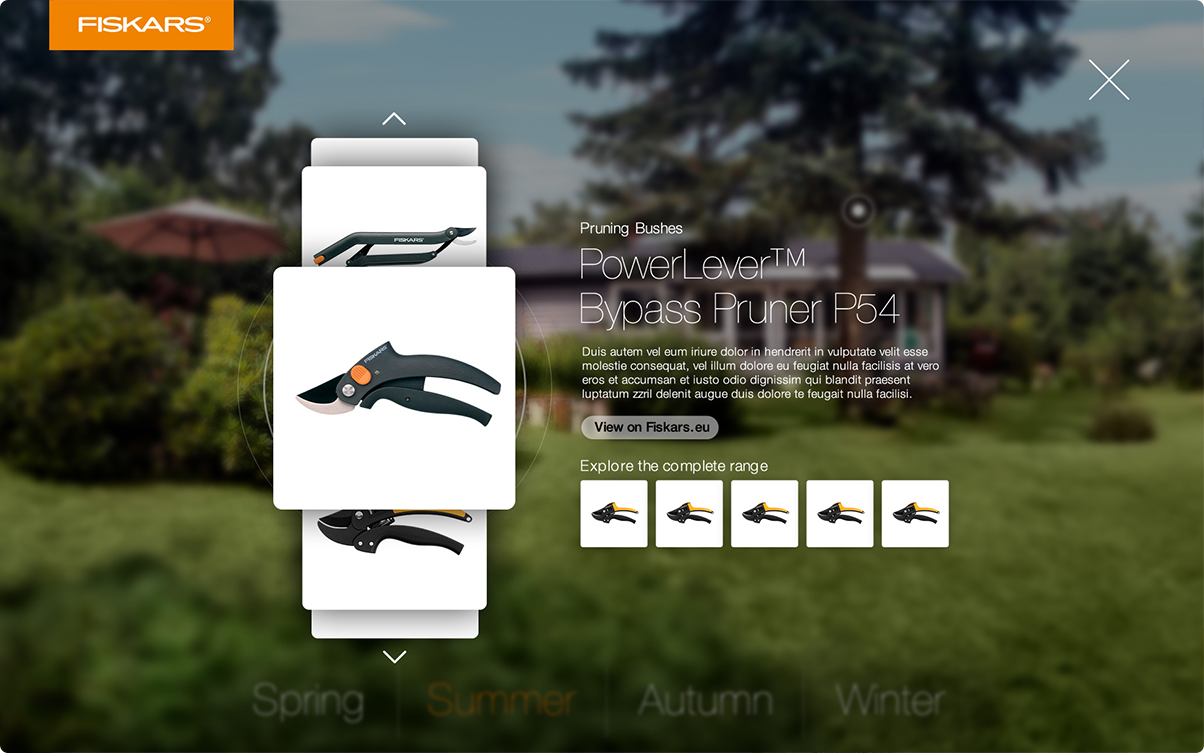 FISKARS®
FISKARS
FISKARS
Pruning Bushes
PowerLever™
Bypass Pruner P54
Duis autem vel eum iriure dolor in hendrerit in vulputate velit esse
molestie consequat, vel illum dolore eu feugiat nulla facilisis at vero
eros et accumsan et iusto odio dignissim qui blandit praesent
luptatum zzril delenit augue duis dolore te feugait nulla facilisi.
View on Fiskars.eu
Explore the complete range
Spring
Summer
Autumn
Winter